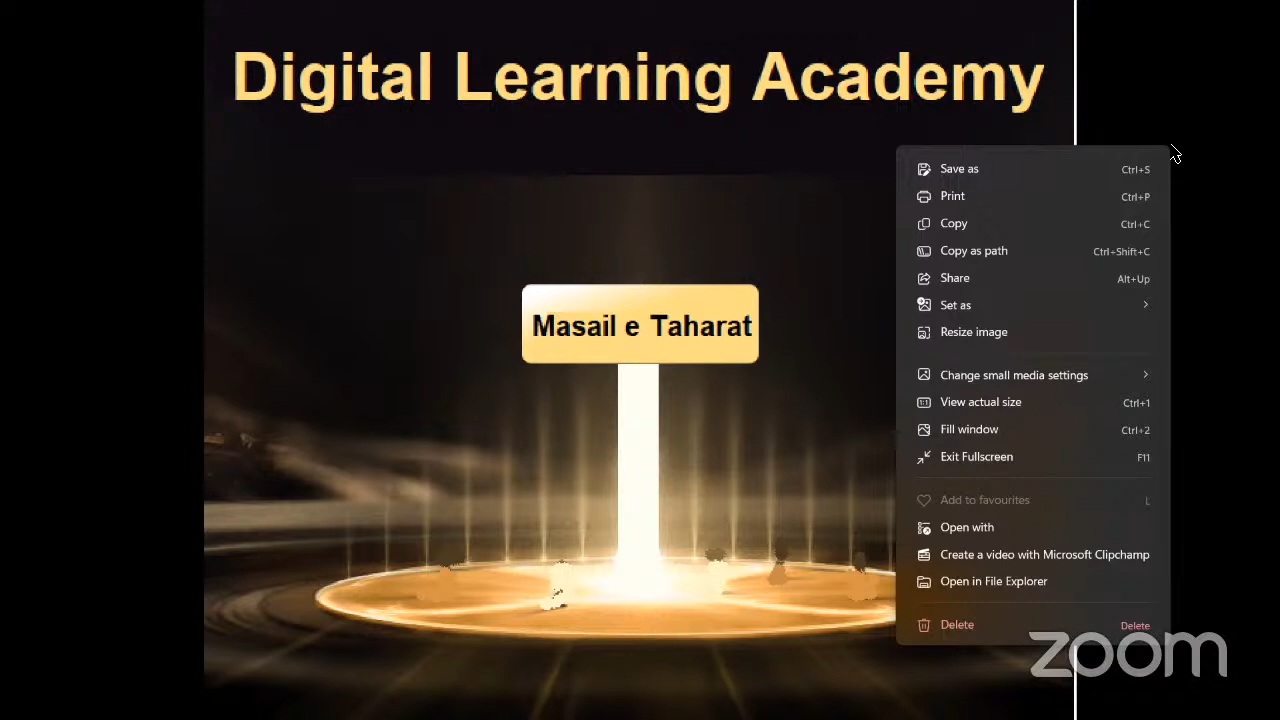 Digital Learning Academy
Masail e Taharat
Save as Ctrl+S
Print Ctrl+P
Copy Ctrl+C
Copy as path Ctrl+Shift+C
Share Alt+Up
Set as
Resize image
Change small media settings
View actual size Ctrl+1
Fill window Ctrl+2
Exit Fullscreen F11
Add to favourites L
Open with
Create a video with Microsoft Clipchamp
Open in File Explorer
Delete Delete
zoom